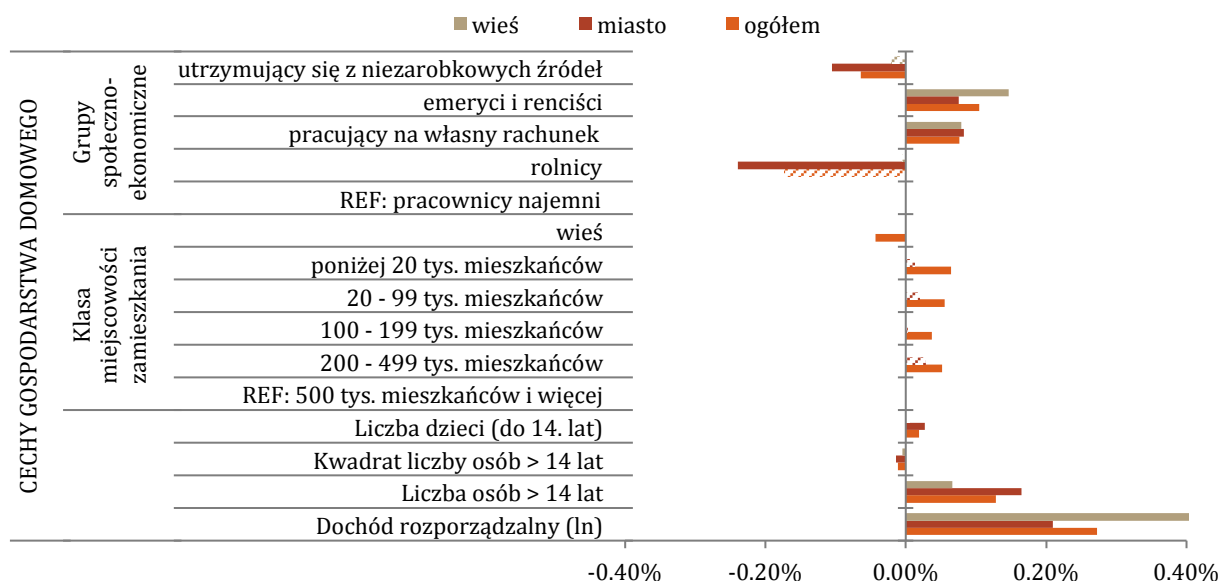 wieś miasto ogółem
CECHY GOSPODARSTWA DOMOWEGO
Grupy
społeczno-
ekonomiczne
utrzymujący się z niezarobkowych źródeł
emeryci i renciści
pracujący na własny rachunek
rolnicy
REF: pracownicy najemni
Klasa
miejscowości
zamieszkania
wieś
poniżej 20 tys. mieszkańców
20 - 99 tys. mieszkańców
100 - 199 tys. mieszkańców
200 - 499 tys. mieszkańców
REF: 500 tys. mieszkańców i więcej
Liczba dzieci (do 14. lat)
Kwadrat liczby osób > 14 lat
Liczba osób > 14 lat
Dochód rozporządzalny (ln)
-0.40% -0.20% 0.00% 0.20% 0.40%